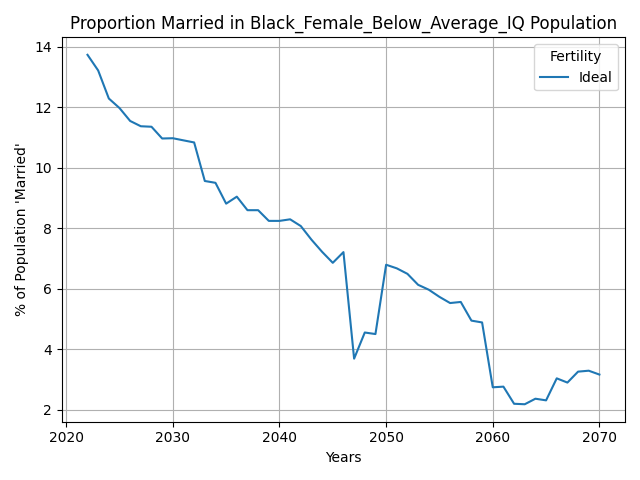 Proportion Married in Black_Female_Below_Average_IQ Population
Fertility
Ideal
% of Population 'Married'
14
12
10
8
6
4
2
2020 2030 2040 2050 2060 2070
Years